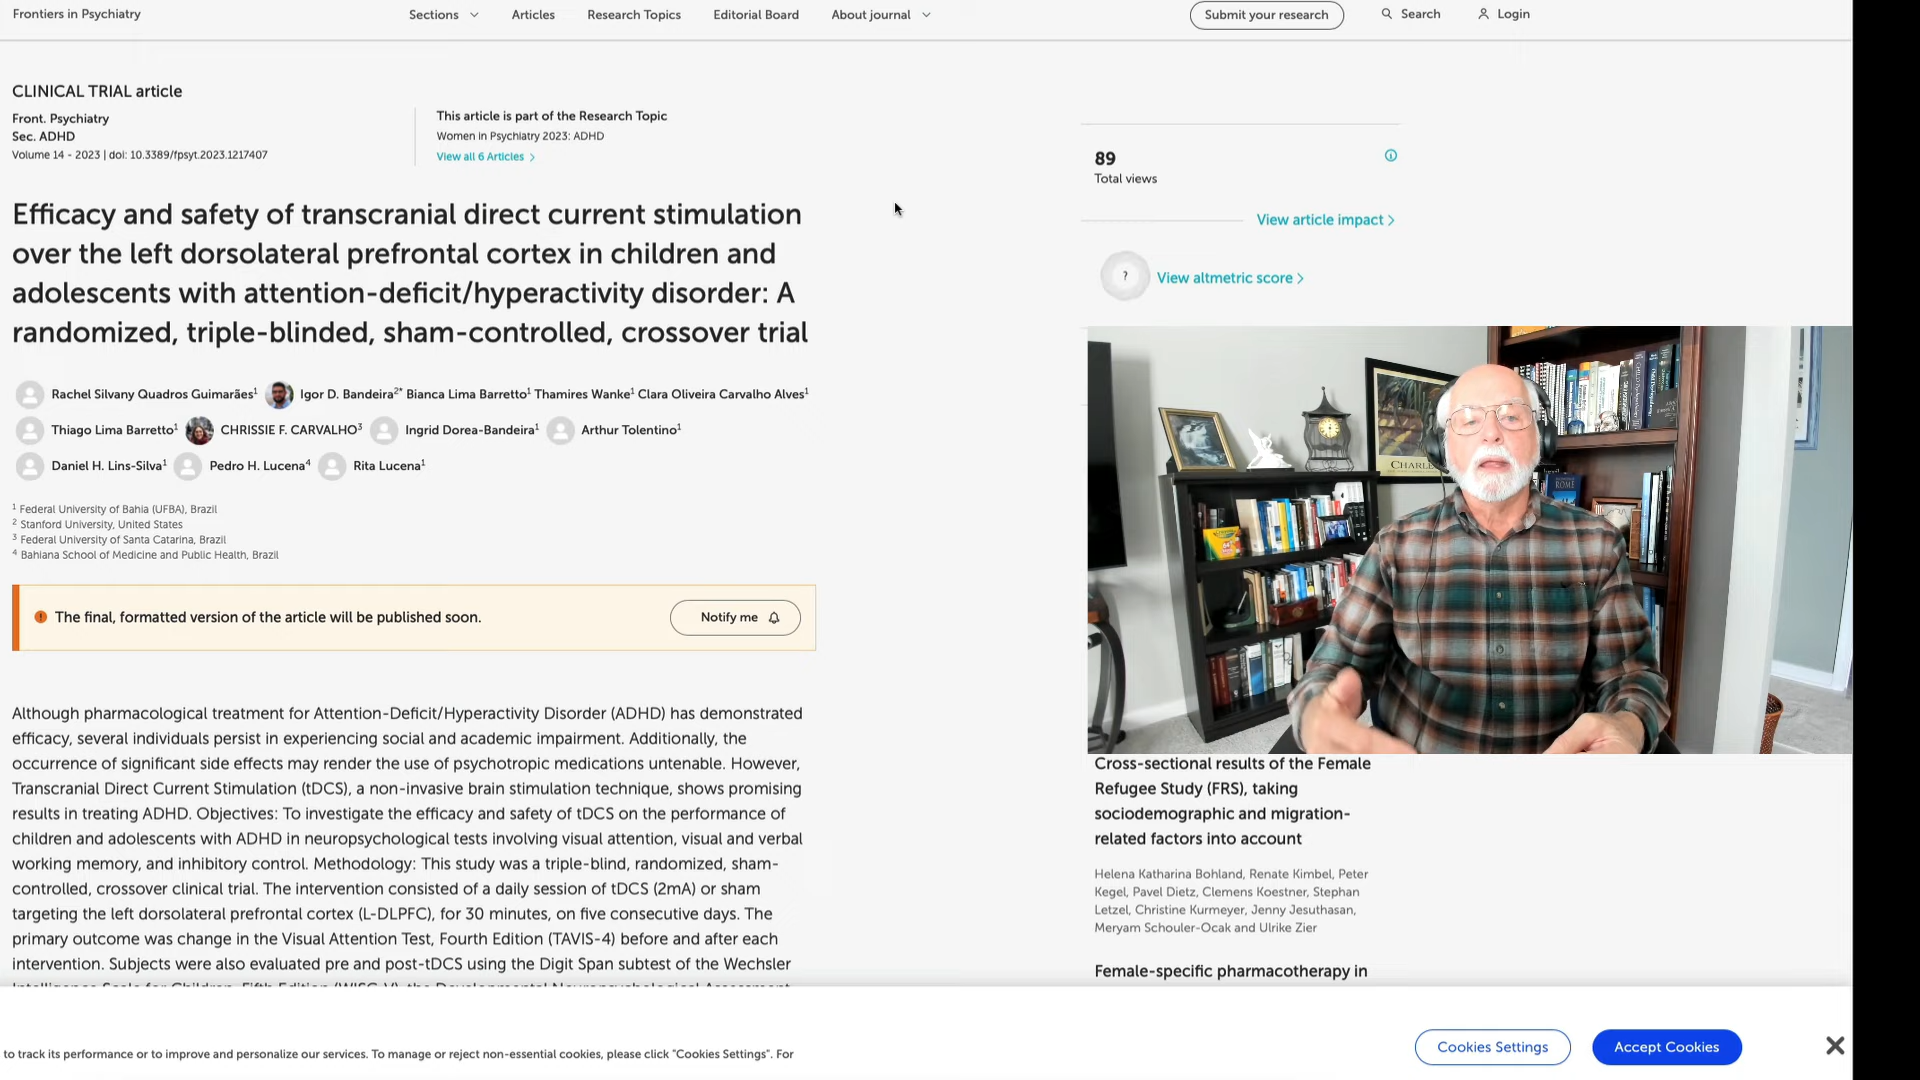 Frontiers in Psychiatry
Sections
Articles
Research Topics
Editorial Board
About journal
Submit your research
Search
Login
CLINICAL TRIAL article
Front. Psychiatry
Sec. ADHD
Volume 14 - 2023 | doi: 10.3389/fpsyt.2023.1217407
This article is part of the Research Topic
Women in Psychiatry 2023: ADHD
View all 6 Articles
Efficacy and safety of transcranial direct current stimulation
over the left dorsolateral prefrontal cortex in children and
adolescents with attention-deficit/hyperactivity disorder: A
randomized, triple-blinded, sham-controlled, crossover trial
Rachel Silvany Quadros Guimarães1 Igor D. Bandeira2* Bianca Lima Barretto1 Thamires Wanke1 Clara Oliveira Carvalho Alves1
Thiago Lima Barretto1 CHRISSIE F. CARVALHO3 Ingrid Dorea-Bandeira1 Arthur Tolentino1
Daniel H. Lins-Silva1 Pedro H. Lucena4 Rita Lucena1
1 Federal University of Bahia (UFBA), Brazil
2 Stanford University, United States
3 Federal University of Santa Catarina, Brazil
4 Bahiana School of Medicine and Public Health, Brazil
The final, formatted version of the article will be published soon.
Notify me
Although pharmacological treatment for Attention-Deficit/Hyperactivity Disorder (ADHD) has demonstrated
efficacy, several individuals persist in experiencing social and academic impairment. Additionally, the
occurrence of significant side effects may render the use of psychotropic medications untenable. However,
Transcranial Direct Current Stimulation (tDCS), a non-invasive brain stimulation technique, shows promising
results in treating ADHD. Objectives: To investigate the efficacy and safety of tDCS on the performance of
children and adolescents with ADHD in neuropsychological tests involving visual attention, visual and verbal
working memory, and inhibitory control. Methodology: This study was a triple-blind, randomized, sham-
controlled, crossover clinical trial. The intervention consisted of a daily session of tDCS (2mA) or sham
targeting the left dorsolateral prefrontal cortex (L-DLPFC), for 30 minutes, on five consecutive days. The
primary outcome was change in the Visual Attention Test, Fourth Edition (TAVIS-4) before and after each
intervention. Subjects were also evaluated pre and post-tDCS using the Digit Span subtest of the Wechsler
Intelligence Scale for Children, Fifth Edition (WISC-V), the Developmental Neuropsychological Assessment
89
Total views
View article impact
?
View altmetric score
CHARLE
ROME
Cross-sectional results of the Female
Refugee Study (FRS), taking
sociodemographic and migration-
related factors into account
Helena Katharina Bohland, Renate Kimbel, Peter
Kegel, Pavel Dietz, Clemens Koestner, Stephan
Letzel, Christine Kurmeyer, Jenny Jesuthasan,
Meryam Schouler-Ocak and Ulrike Zier
Female-specific pharmacotherapy in
to track its performance or to improve and personalize our services. To manage or reject non-essential cookies, please click "Cookies Settings". For
Cookies Settings
Accept Cookies